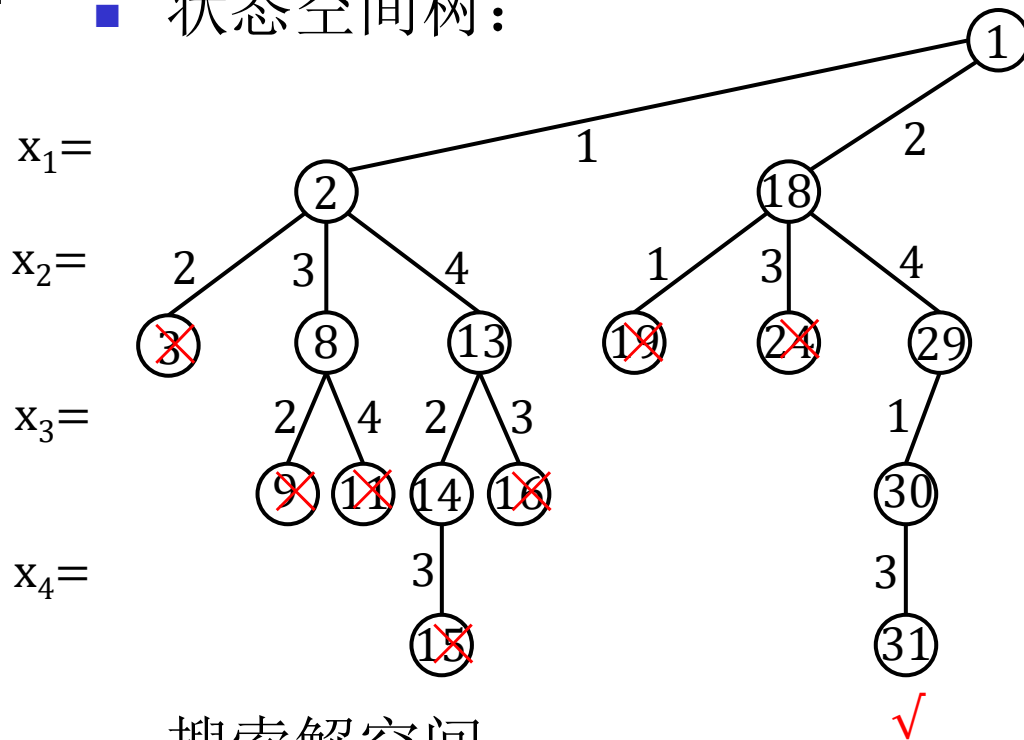 ■ 状态空间树：
1
x₁= 1 2
2 18
x₂= 2 3 4 1 3 4
3 8 13 19 24 29
x₃= 2 4 2 3 1
9 11 14 16 30
x₄= 3 3
15 31
√
搜索解空间